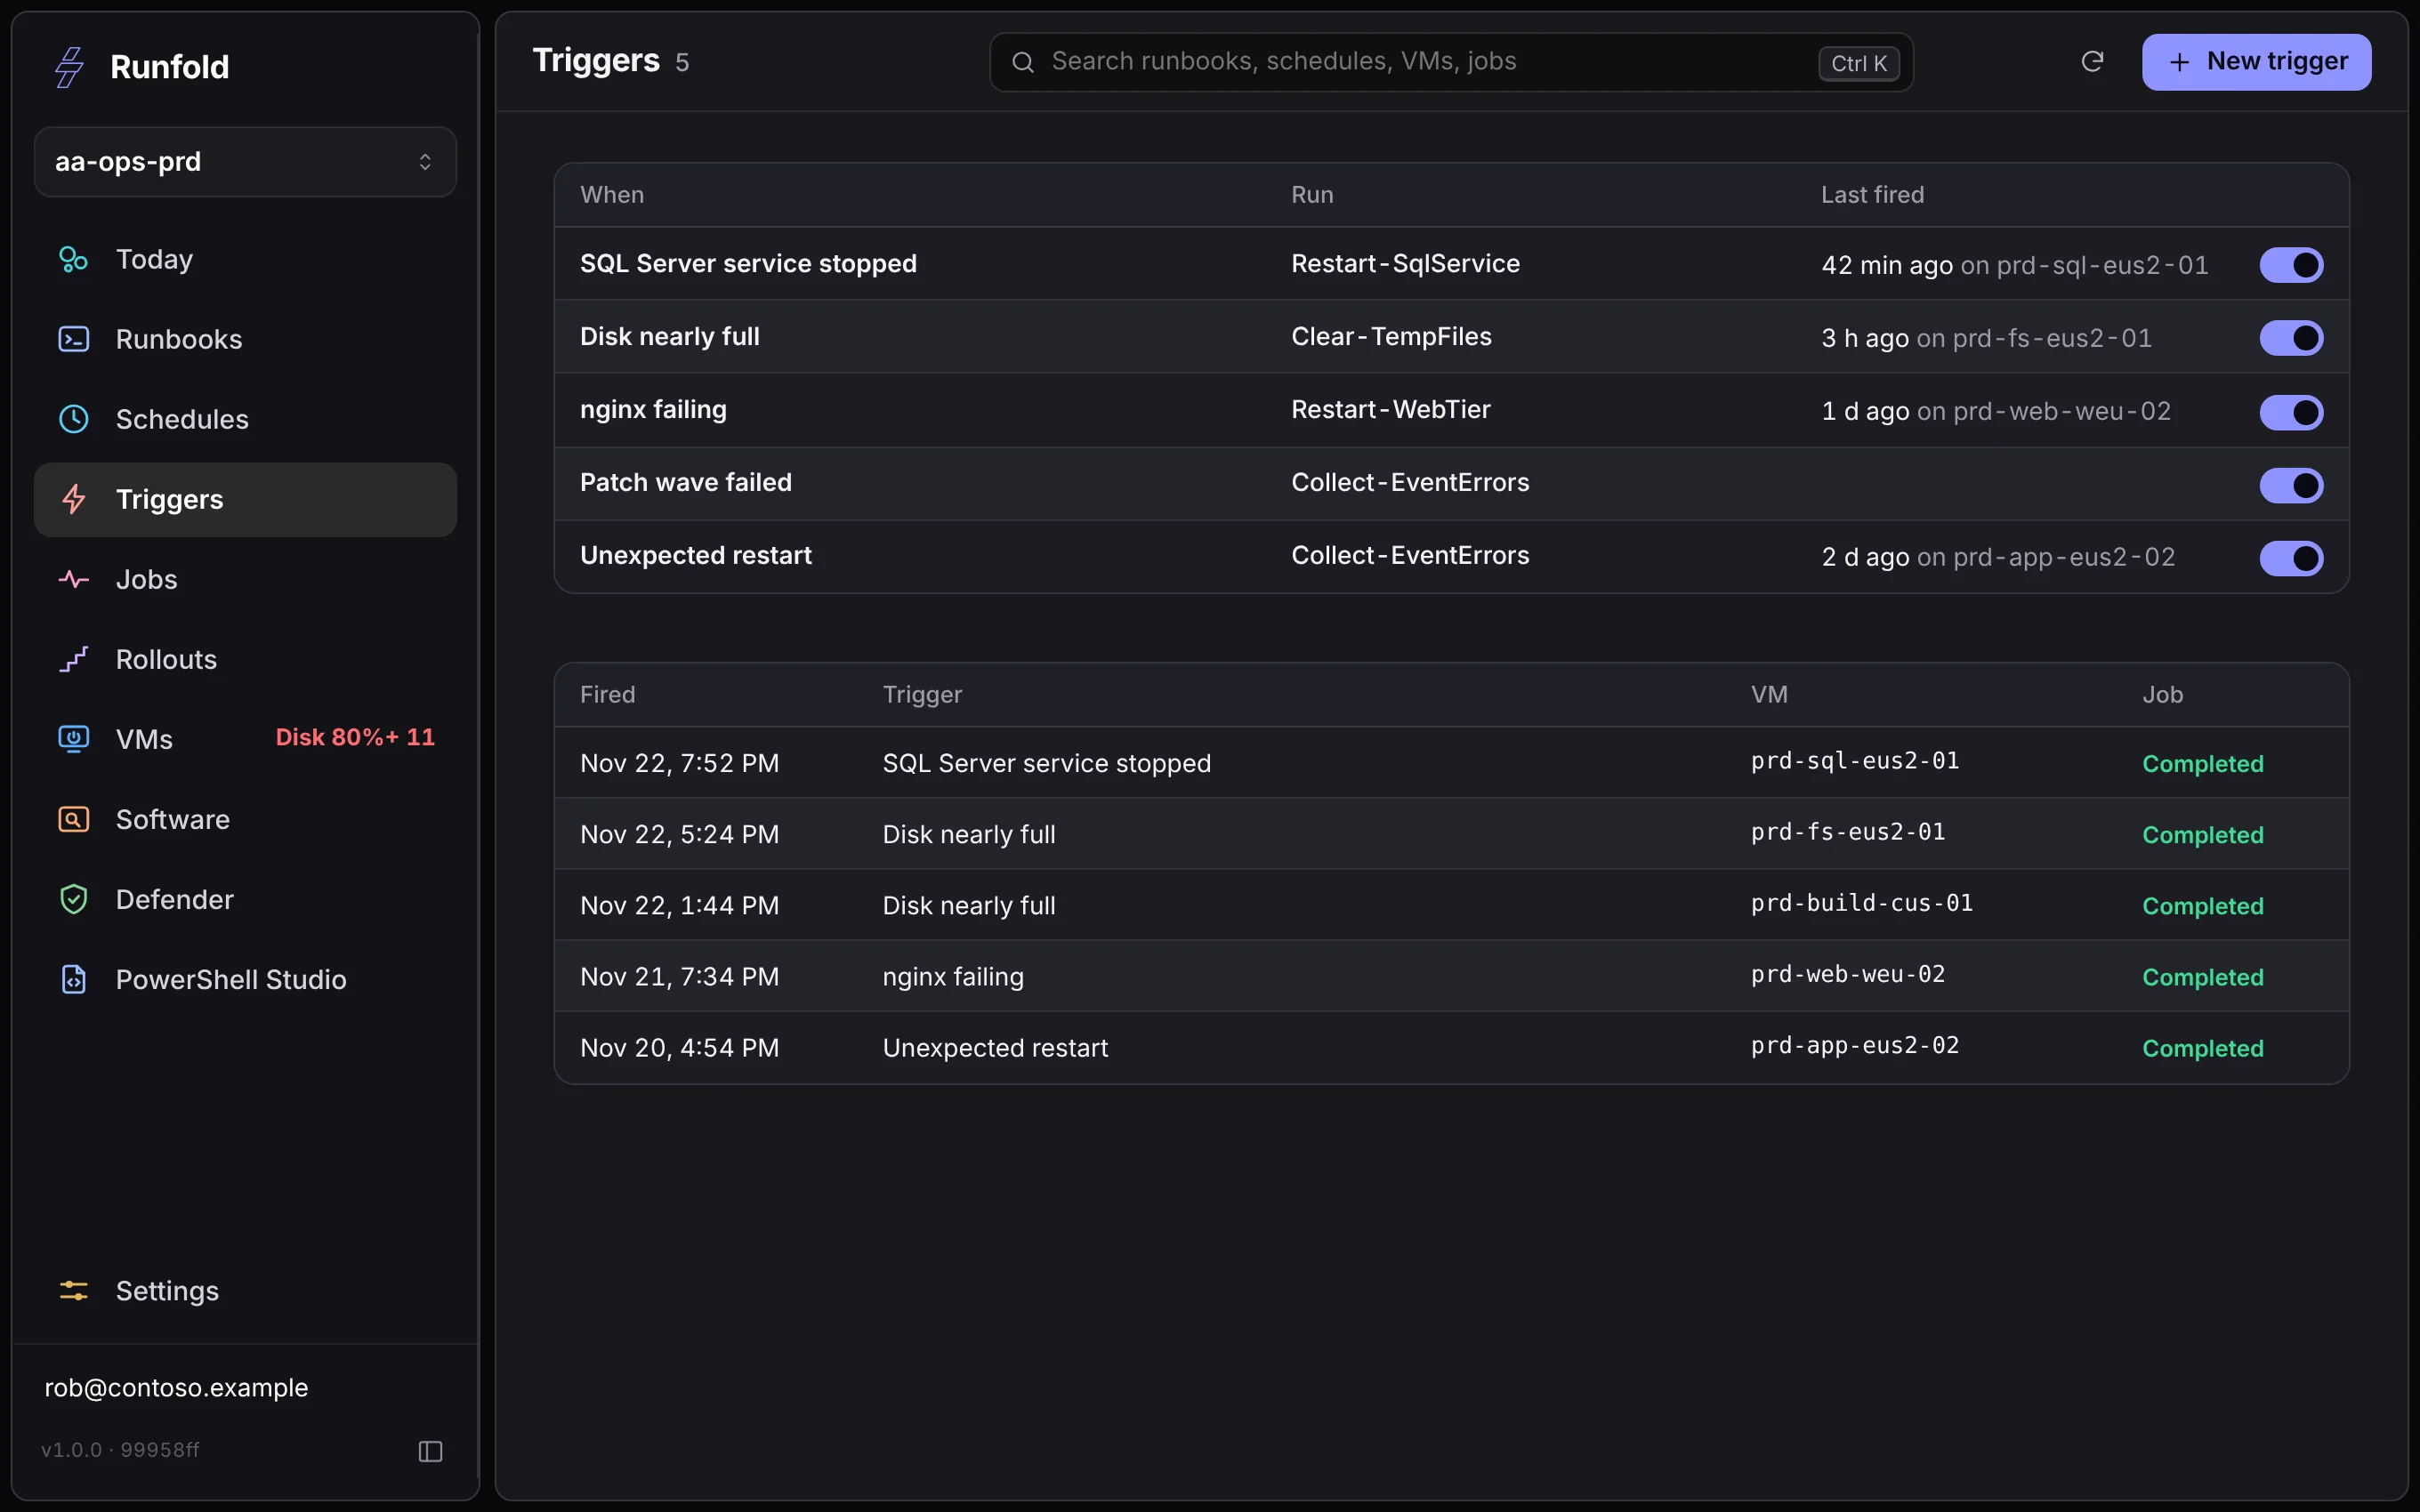 Runfold
aa-ops-prd
Today
Runbooks
Schedules
Triggers
Jobs
Rollouts
VMs Disk 80%+ 11
Software
Defender
PowerShell Studio
Settings
rob@contoso.example
v1.0.0 · 99958ff
Triggers 5
Search runbooks, schedules, VMs, jobs Ctrl K
New trigger
When Run Last fired
SQL Server service stopped Restart-SqlService 42 min ago on prd-sql-eus2-01
Disk nearly full Clear-TempFiles 3 h ago on prd-fs-eus2-01
nginx failing Restart-WebTier 1 d ago on prd-web-weu-02
Patch wave failed Collect-EventErrors
Unexpected restart Collect-EventErrors 2 d ago on prd-app-eus2-02
Fired Trigger VM Job
Nov 22, 7:52 PM SQL Server service stopped prd-sql-eus2-01 Completed
Nov 22, 5:24 PM Disk nearly full prd-fs-eus2-01 Completed
Nov 22, 1:44 PM Disk nearly full prd-build-cus-01 Completed
Nov 21, 7:34 PM nginx failing prd-web-weu-02 Completed
Nov 20, 4:54 PM Unexpected restart prd-app-eus2-02 Completed